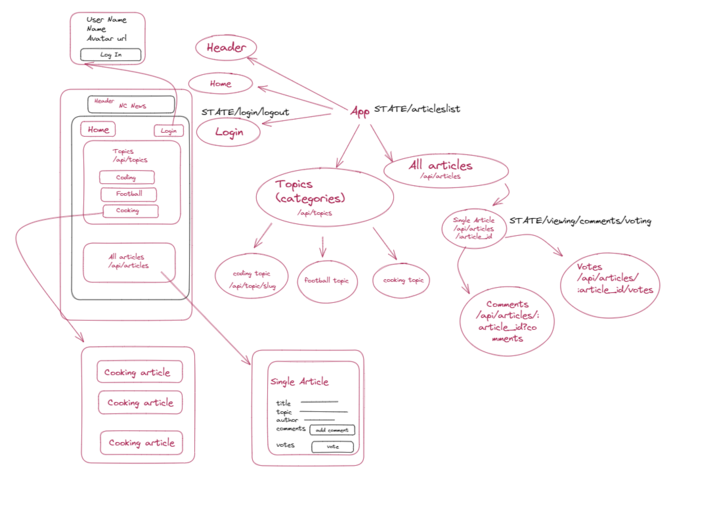 User Name
Name
Avatar url
Log In
Header
NC News
Home
Login
Topics
/api/topics
Coding
Football
Cooking
All articles
/api/articles
Cooking article
Cooking article
Cooking article
Header
Home
STATE/login/logout
Login
App
STATE/articleslist
Topics
(categories)
/api/topics
All articles
/api/articles
coding topic
/api/topic/slug
football topic
cooking topic
Single Article
/api/articles
/:article_id
STATE/viewing/comments/voting
Comments
/api/articles/:
article_id?co
mments
Votes
/api/articles/
:article_id/votes
Single Article
title
topic
author
comments
add comment
votes
vote